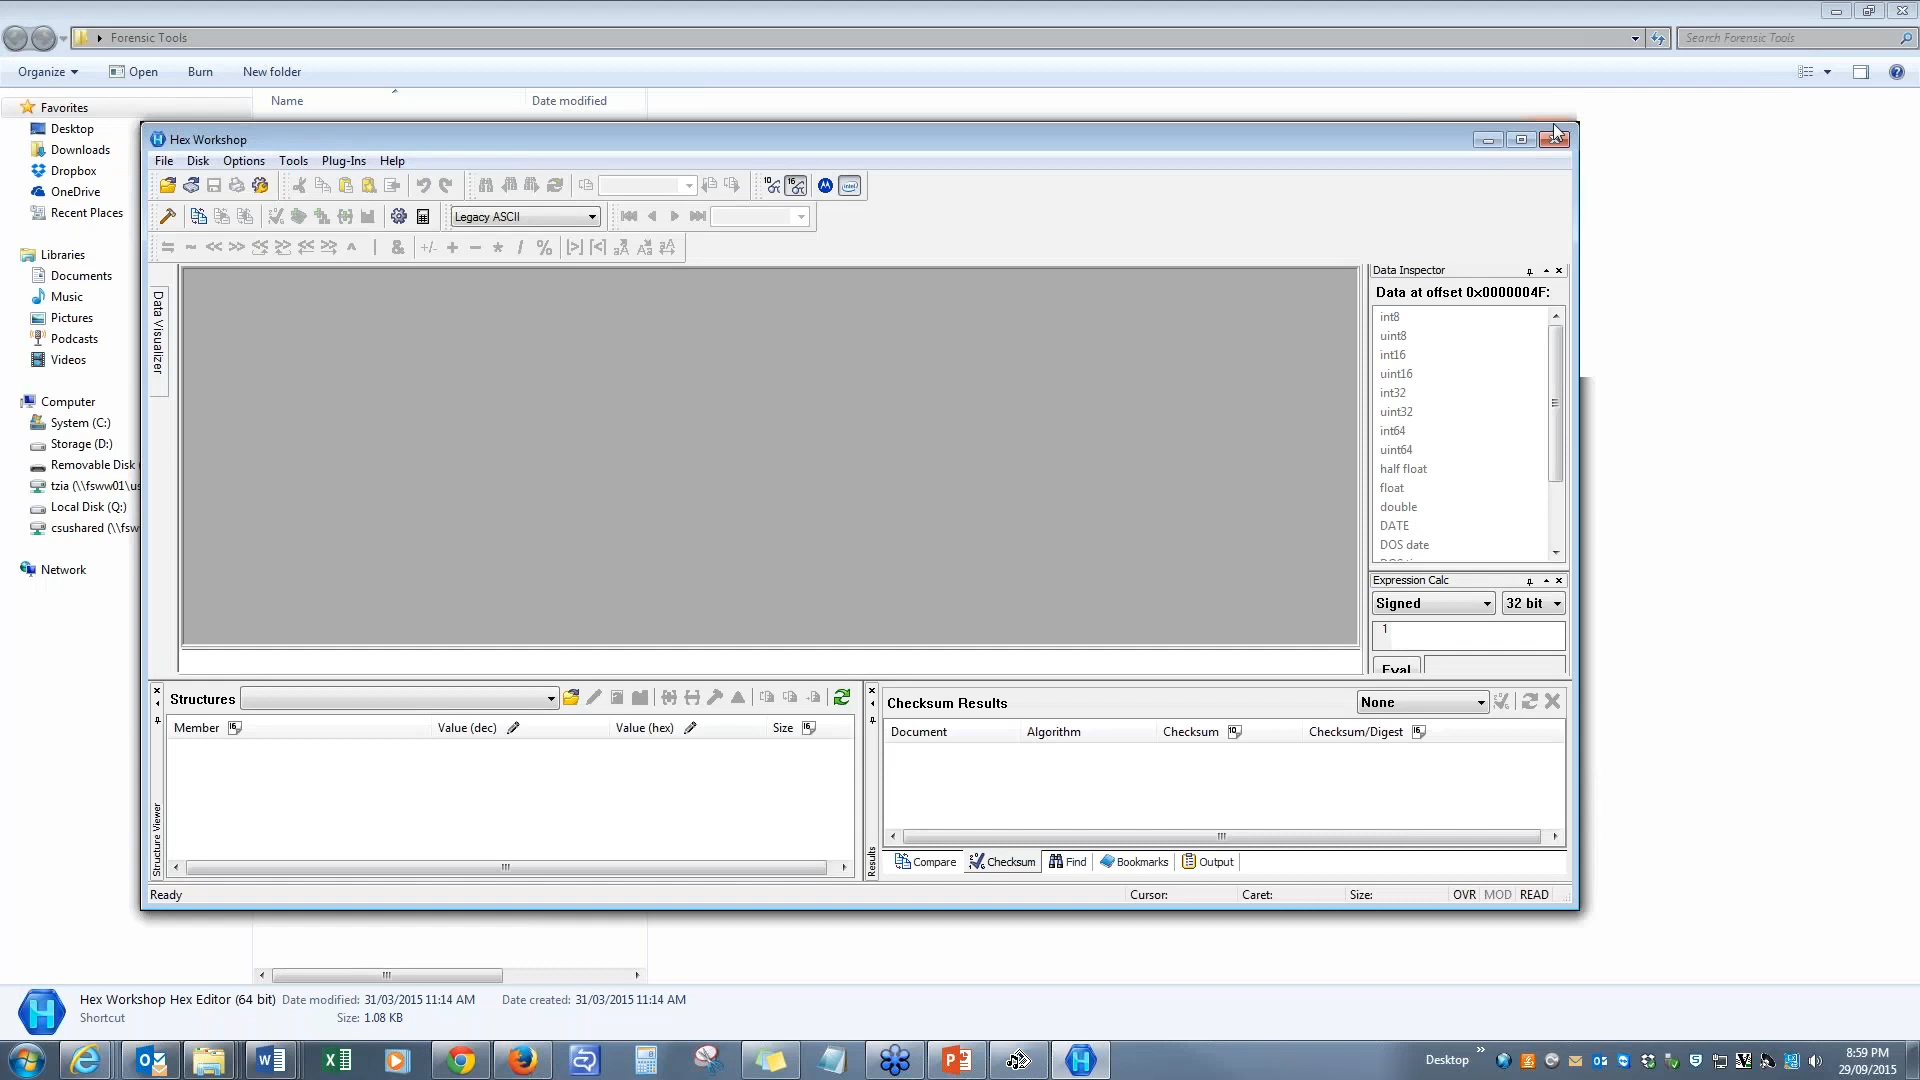 Forensic Tools
Search Forensic Tools
Organize
Open
Burn
New folder
Name
Date modified
Favorites
Desktop
Downloads
Dropbox
OneDrive
Recent Places
Libraries
Documents
Music
Pictures
Podcasts
Videos
Computer
System (C:)
Storage (D:)
Removable Disk
tzia (\\fsww01\us
Local Disk (Q:)
csushared (\\fsw
Network
Hex Workshop
File Disk Options Tools Plug-Ins Help
Legacy ASCII
Data Visualizer
Data Inspector
Data at offset 0x0000004F:
int8
uint8
int16
uint16
int32
uint32
int64
uint64
half float
float
double
DATE
DOS date
Expression Calc
Signed
32 bit
1
Eval
Structures
Member
Value (dec)
Value (hex)
Size
Structure Viewer
Checksum Results
None
Document
Algorithm
Checksum
Checksum/Digest
Results
Compare
Checksum
Find
Bookmarks
Output
Ready
Cursor:
Caret:
Size:
OVR MOD READ
Hex Workshop Hex Editor (64 bit) Date modified: 31/03/2015 11:14 AM Date created: 31/03/2015 11:14 AM
Shortcut Size: 1.08 KB
Desktop
8:59 PM
29/09/2015